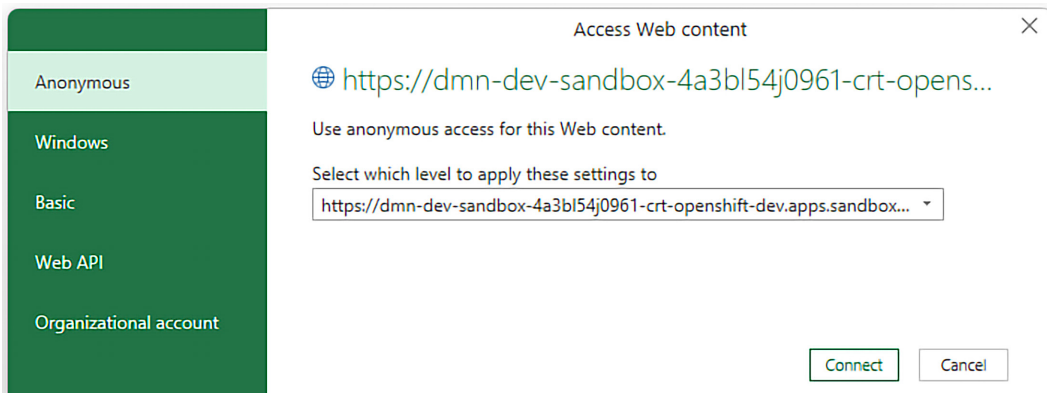 Access Web content
Anonymous
Windows
Basic
Web API
Organizational account
https://dmn-dev-sandbox-4a3bl54j0961-crt-opens...
Use anonymous access for this Web content.
Select which level to apply these settings to
https://dmn-dev-sandbox-4a3bl54j0961-crt-openshift-dev.apps.sandbox...
Connect
Cancel